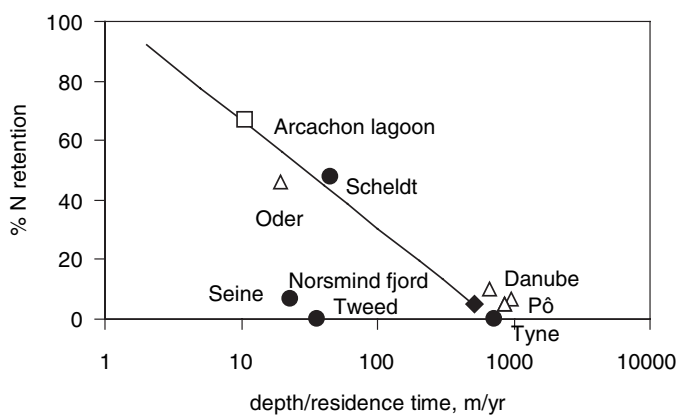 100
80
60
40
20
0
% N retention
Arcachon lagoon
Scheldt
Oder
Seine
Norsmind fjord
Tweed
Danube
Pô
Tyne
1 10 100 1000 10000
depth/residence time, m/yr